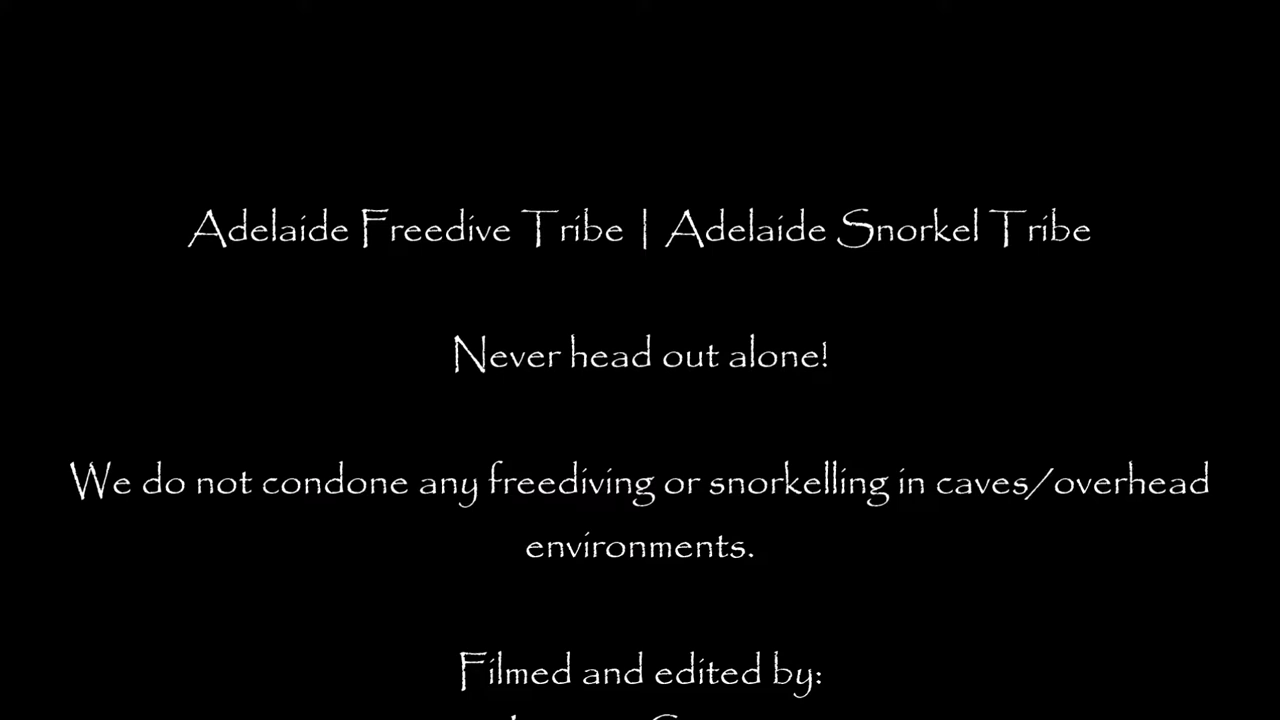 Adelaide Freedive Tribe | Adelaide Snorkel Tribe
Never head out alone!
We do not condone any freediving or snorkelling in caves/overhead
environments.
Filmed and edited by: